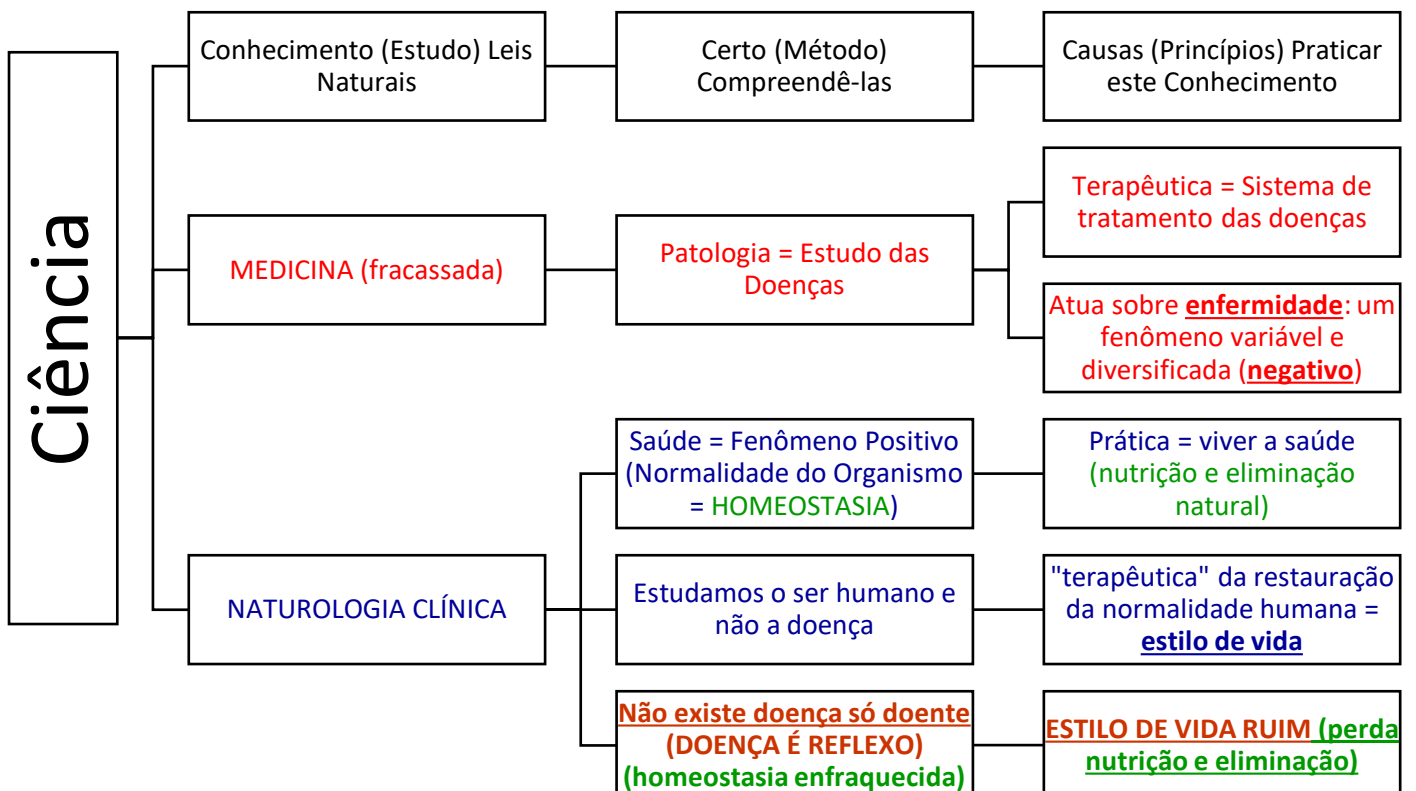 Ciência
Conhecimento (Estudo) Leis
Naturais
Certo (Método)
Compreendê-las
Causas (Princípios) Praticar
este Conhecimento
MEDICINA (fracassada)
Patologia = Estudo das
Doenças
Terapêutica = Sistema de
tratamento das doenças
Atua sobre enfermidade: um
fenômeno variável e
diversificada (negativo)
NATUROLOGIA CLÍNICA
Saúde = Fenômeno Positivo
(Normalidade do Organismo
= HOMEOSTASIA)
Prática = viver a saúde
(nutrição e eliminação
natural)
Estudamos o ser humano e
não a doença
"terapêutica" da restauração
da normalidade humana =
estilo de vida
Não existe doença só doente
(DOENÇA É REFLEXO)
(homeostasia enfraquecida)
ESTILO DE VIDA RUIM (perda
nutrição e eliminação)